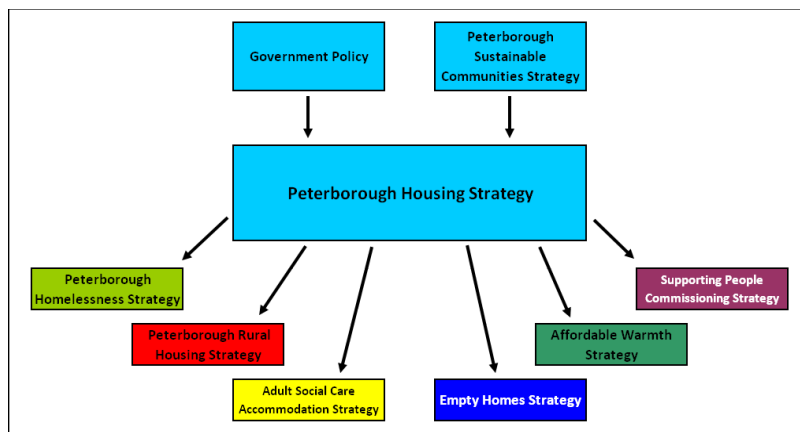 Government Policy
Peterborough
Sustainable
Communities Strategy
Peterborough Housing Strategy
Peterborough
Homelessness Strategy
Supporting People
Commissioning Strategy
Peterborough Rural
Housing Strategy
Affordable Warmth
Strategy
Adult Social Care
Accommodation Strategy
Empty Homes Strategy